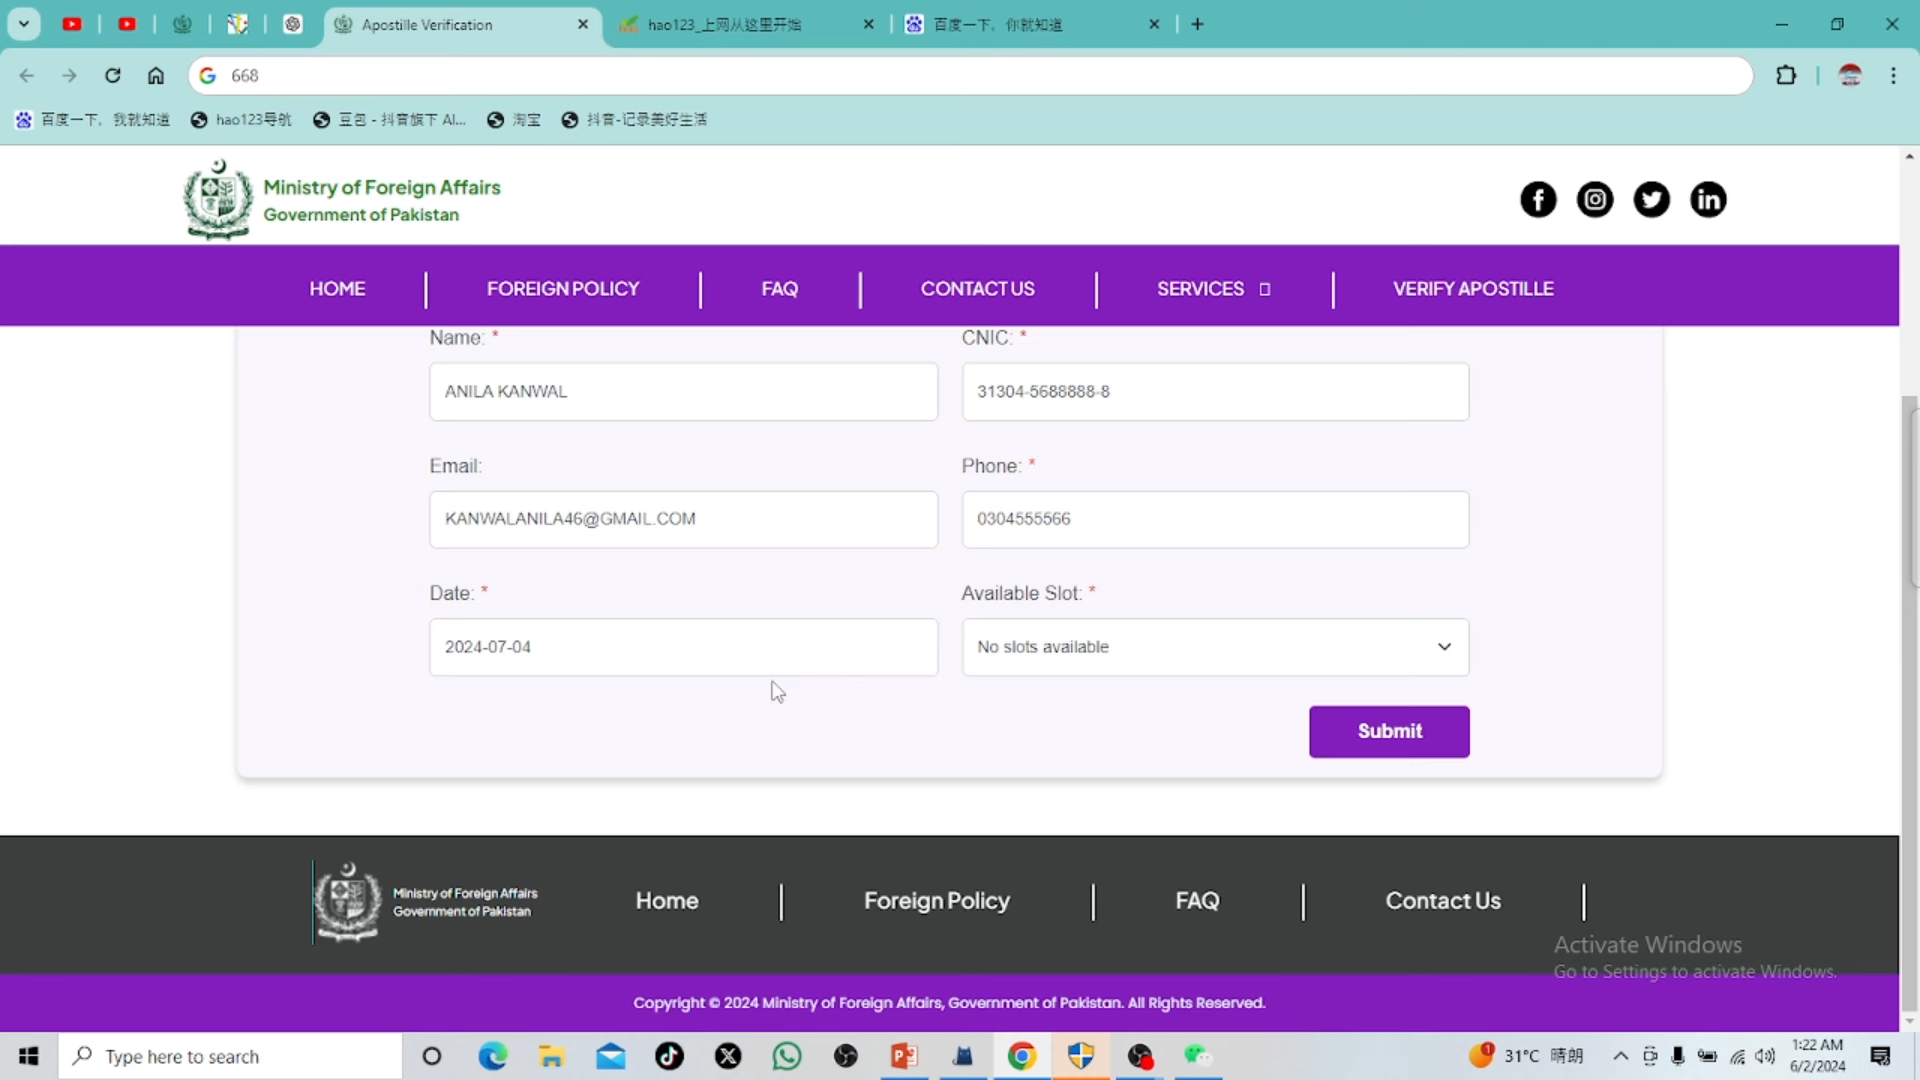 Apostille Verification
hao123_上网从这里开始
百度一下，你就知道
668
百度一下，我就知道
hao123导航
豆包 - 抖音旗下 AI...
淘宝
抖音-记录美好生活
Ministry of Foreign Affairs
Government of Pakistan
HOME
FOREIGN POLICY
FAQ
CONTACT US
SERVICES
VERIFY APOSTILLE
Name: *
CNIC: *
ANILA KANWAL
31304-5688888-8
Email:
Phone: *
KANWALANILA46@GMAIL.COM
0304555566
Date: *
Available Slot: *
2024-07-04
No slots available
Submit
Ministry of Foreign Affairs
Government of Pakistan
Home
Foreign Policy
FAQ
Contact Us
Activate Windows
Go to Settings to activate Windows.
Copyright © 2024 Ministry of Foreign Affairs, Government of Pakistan. All Rights Reserved.
Type here to search
1
31°C 晴朗
1:22 AM
6/2/2024